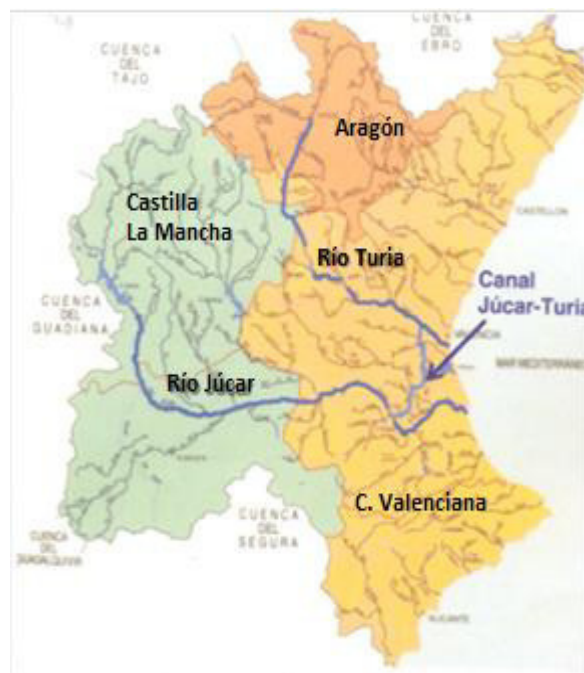 CUENCA
DEL
TAJO
CUENCA
DEL
EBRO
Aragón
Castilla
La Mancha
CASTELLON
Río Turia
Canal
Júcar-Turia
CUENCA
DEL
GUADIANA
VALENCIA
MAR MEDITERRANEO
Río Júcar
C. Valenciana
CUENCA
DEL
SEGURA
CUENCA
DEL
GUADALQUIVIR
ALICANTE